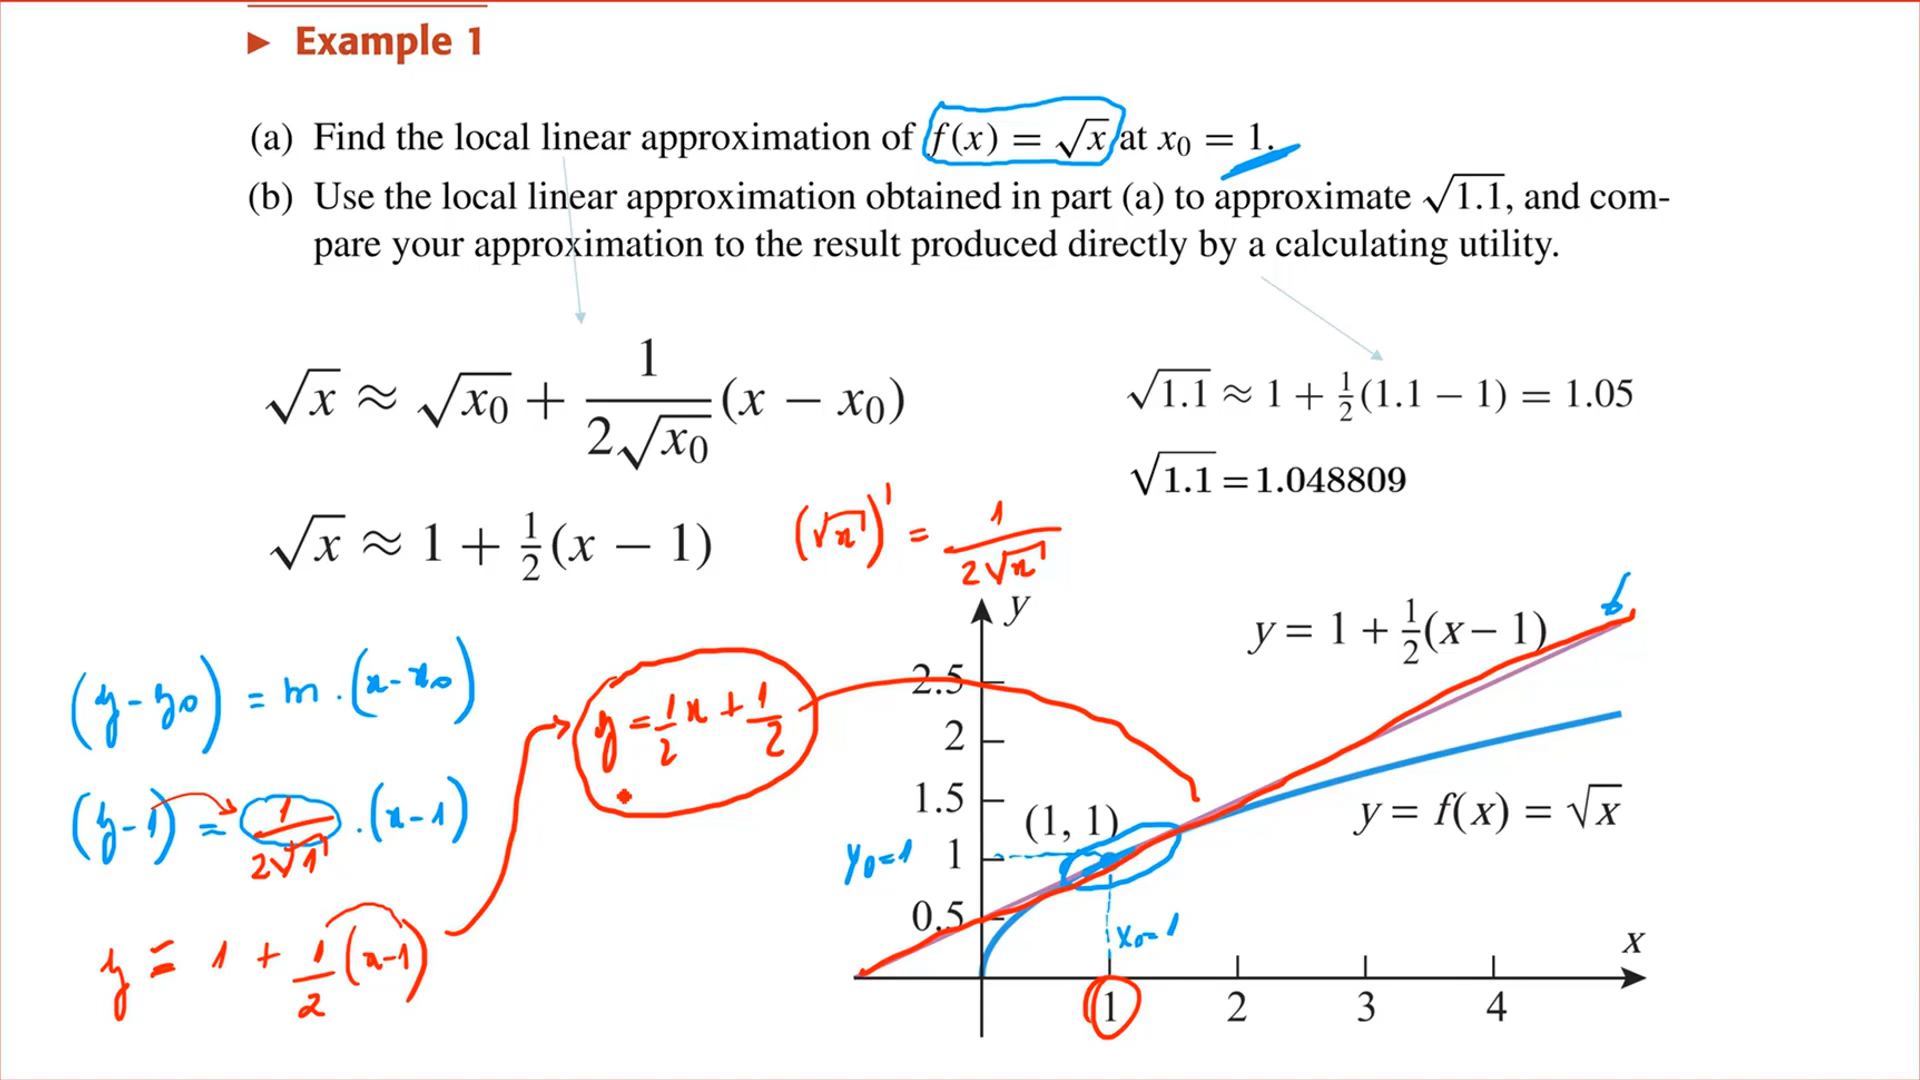 ► Example 1
(a) Find the local linear approximation of f(x) = √x at x₀ = 1.
(b) Use the local linear approximation obtained in part (a) to approximate √1.1, and com-
pare your approximation to the result produced directly by a calculating utility.
√x ≈ √x₀ + 1/(2√x₀) (x − x₀)
√1.1 ≈ 1 + ½(1.1 − 1) = 1.05
√1.1 = 1.048809
√x ≈ 1 + ½(x − 1)
(√x)' = 1/(2√x)
(y − y₀) = m · (x − x₀)
(y − 1) = 1/(2√1) · (x − 1)
y = 1 + 1/2 (x − 1)
y = 1/2 x + 1/2
y
y = 1 + ½(x − 1)
2.5
2
1.5
(1, 1)
y = f(x) = √x
y₀=1
1
0.5
x₀=1
x
1 2 3 4